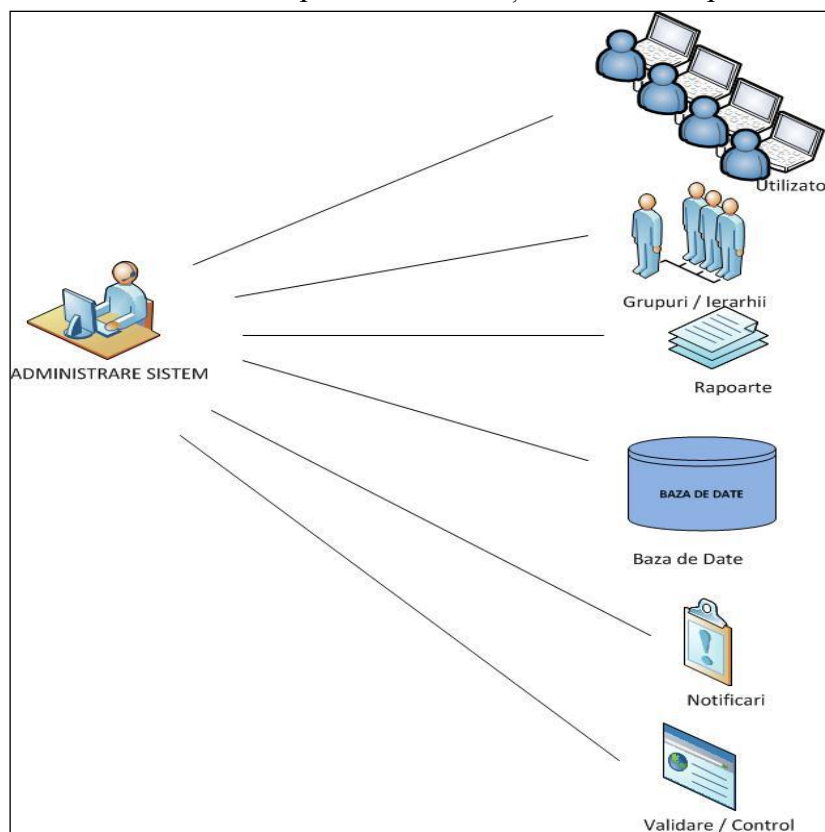 Utilizato
Grupuri / Ierarhii
ADMINISTRARE SISTEM
Rapoarte
BAZA DE DATE
Baza de Date
Notificari
Validare / Control